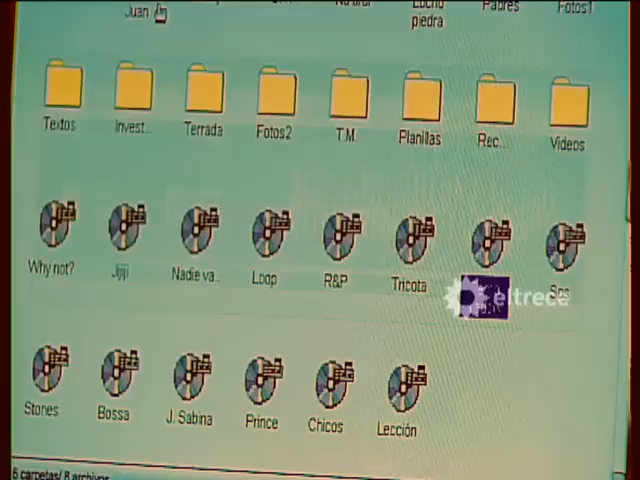 Juan
piedra
Padres
Fotos1
Textos
Invest...
Terrada
Fotos2
T.M.
Planillas
Rec...
Videos
Why not?
Jijiji
Nadie va..
Loop
R&P
Tricota
eltrece
Stones
Bossa
J. Sabina
Prince
Chicos
Lección
6 carpetas/ 8 archivos